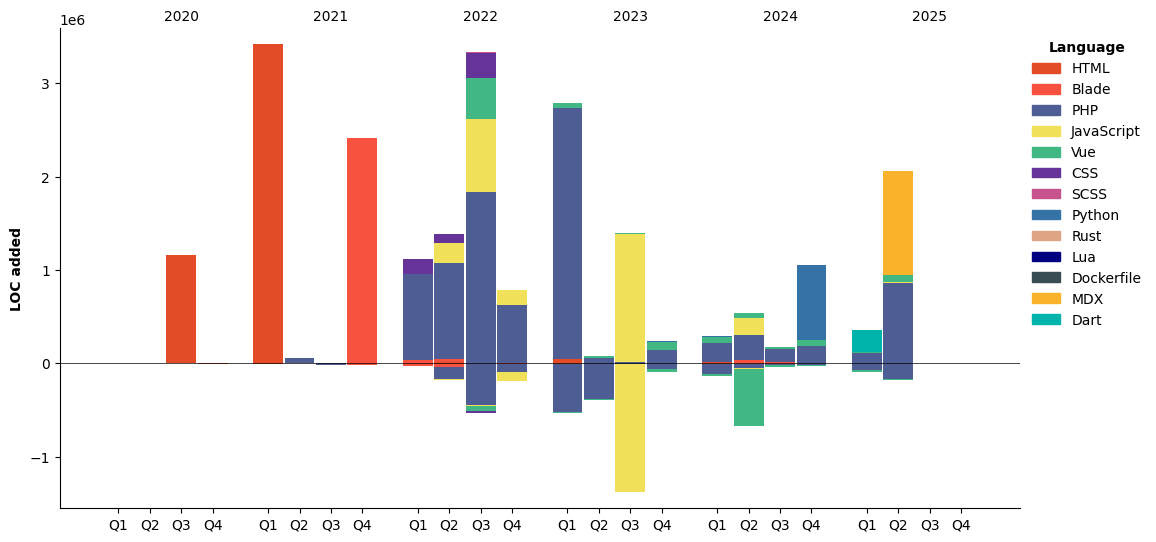 1e6
2020 2021 2022 2023 2024 2025
Language
HTML
Blade
PHP
JavaScript
Vue
CSS
SCSS
Python
Rust
Lua
Dockerfile
MDX
Dart
LOC added
3
2
1
0
−1
Q1 Q2 Q3 Q4 Q1 Q2 Q3 Q4 Q1 Q2 Q3 Q4 Q1 Q2 Q3 Q4 Q1 Q2 Q3 Q4 Q1 Q2 Q3 Q4